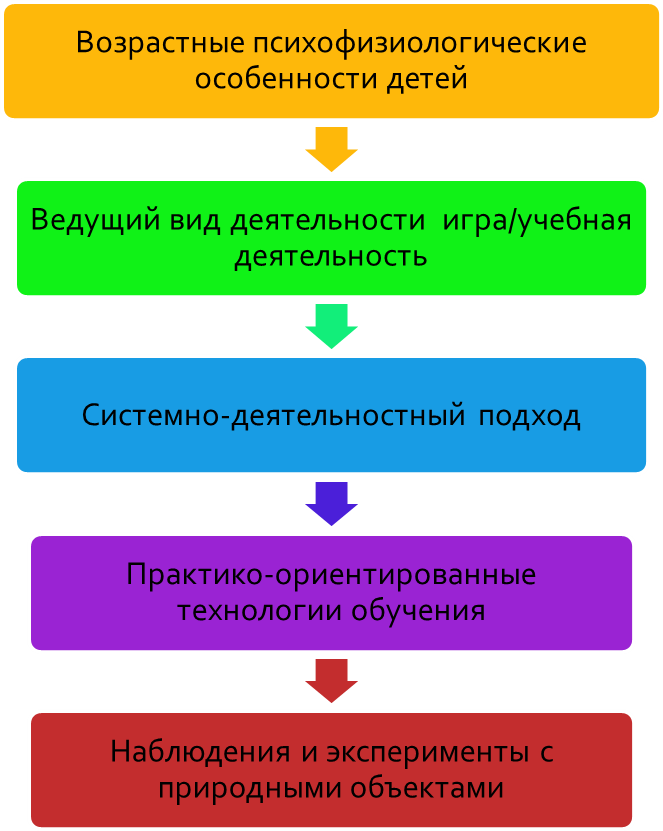 Возрастные психофизиологические
особенности детей
Ведущий вид деятельности игра/учебная
деятельность
Системно-деятельностный подход
Практико-ориентированные
технологии обучения
Наблюдения и эксперименты с
природными объектами